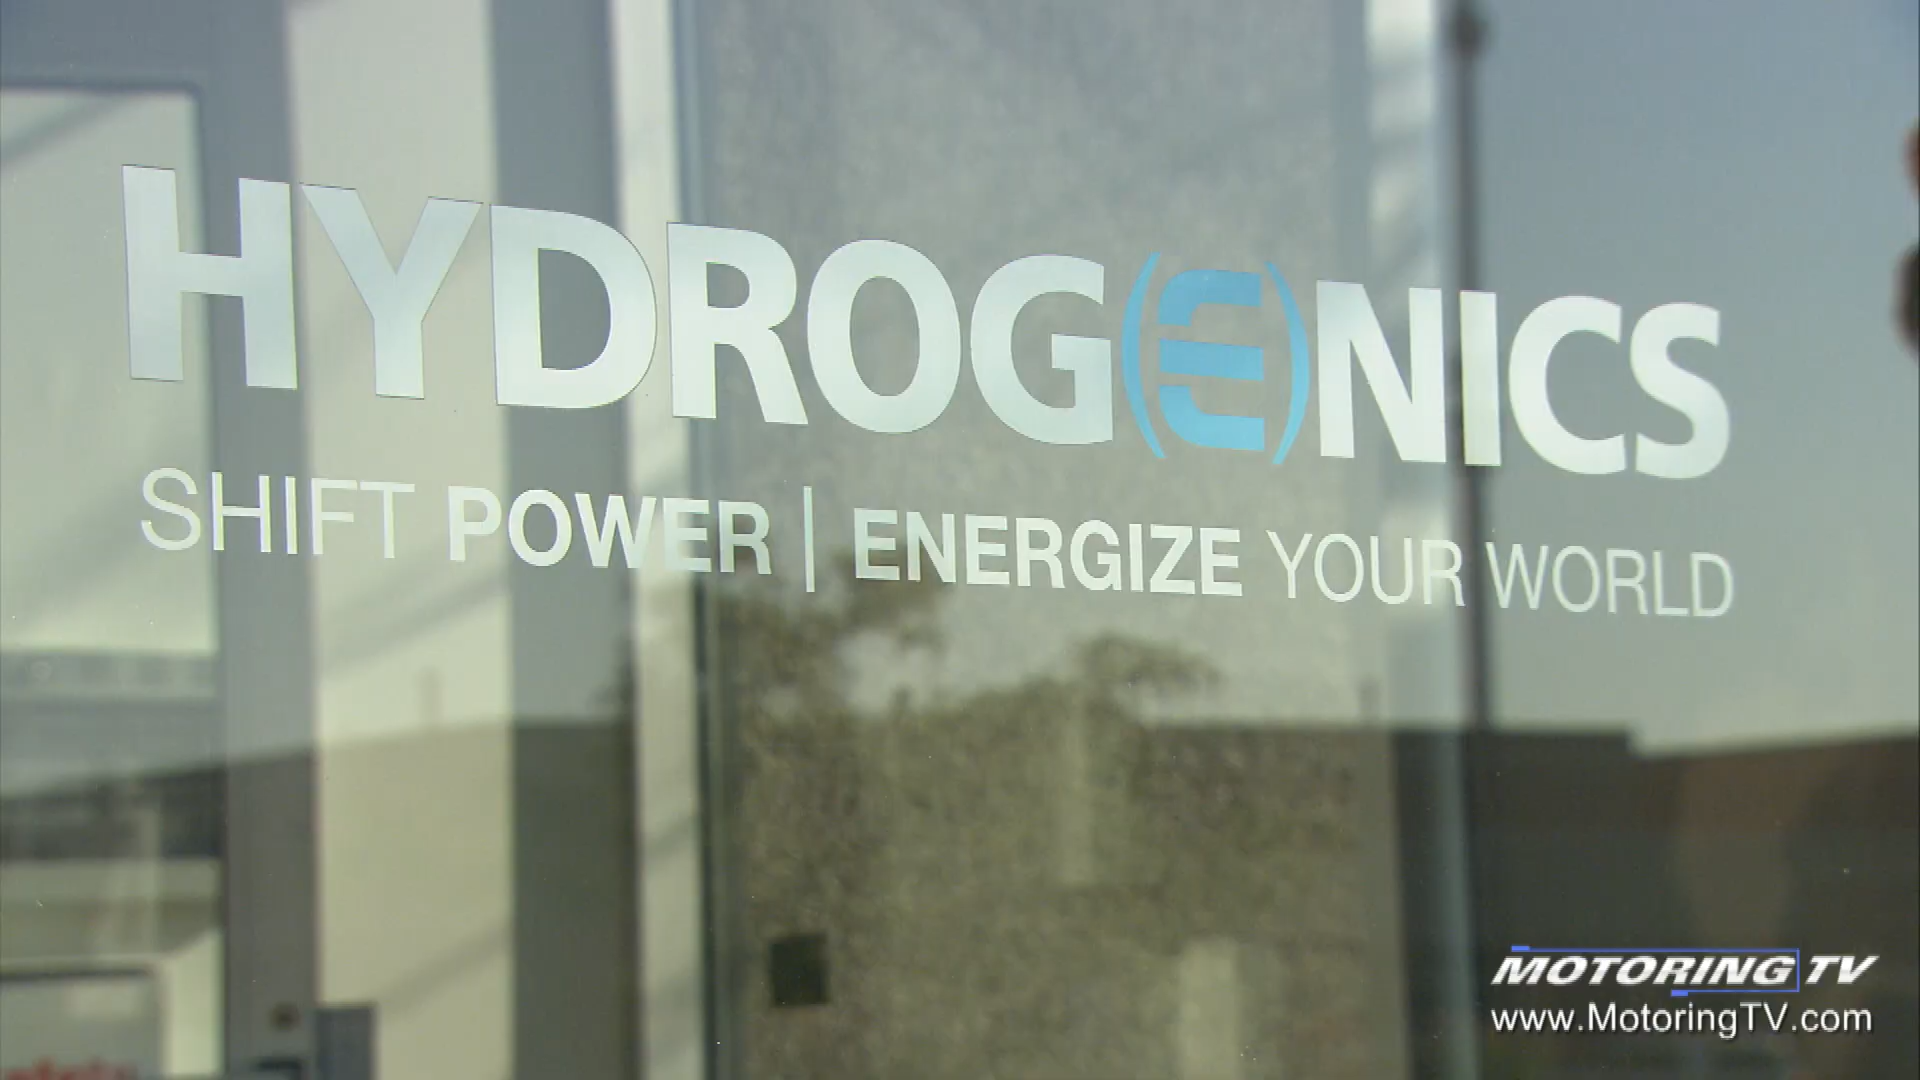 HYDROG(E)NICS
SHIFT POWER | ENERGIZE YOUR WORLD
MOTORING TV
www.MotoringTV.com